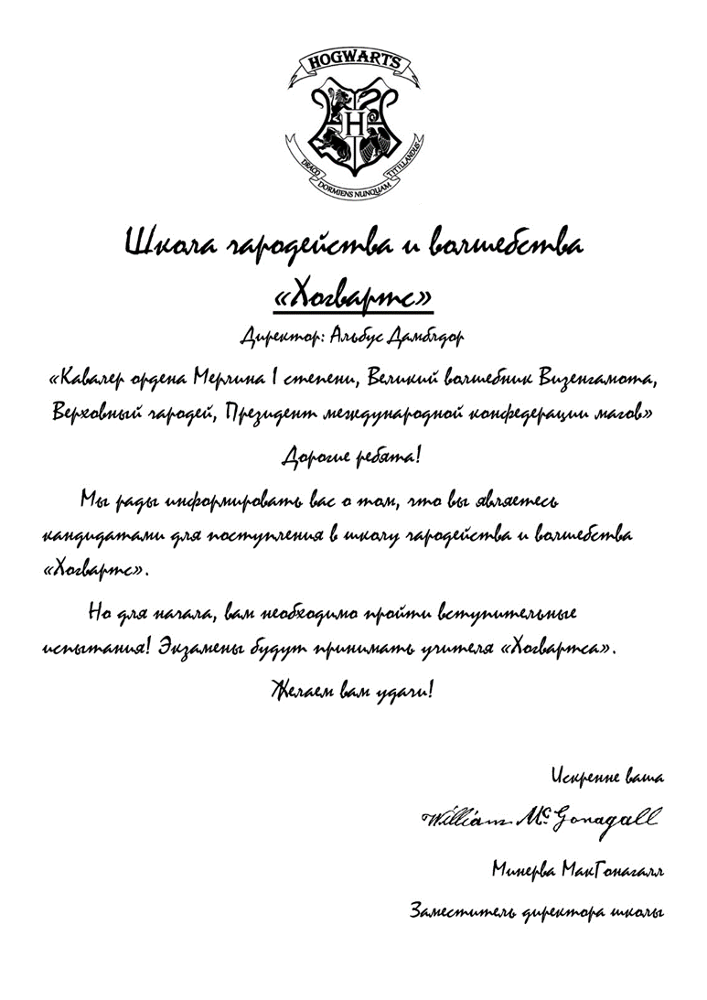 HOGWARTS
H
DRACO DORMIENS NUNQUAM TITILLANDUS
Школа чародейства и волшебства
«Хогвартс»
Директор: Альбус Дамблдор
«Кавалер ордена Мерлина I степени, Великий волшебник Визенгамота,
Верховный чародей, Президент международной конфедерации магов»
Дорогие ребята!
Мы рады информировать вас о том, что вы являетесь
кандидатами для поступления в школу чародейства и волшебства
«Хогвартс».
Но для начала, вам необходимо пройти вступительные
испытания! Экзамены будут принимать учителя «Хогвартса».
Желаем вам удачи!
Искренне ваша
William McGonagall
Минерва МакГонагалл
Заместитель директора школы